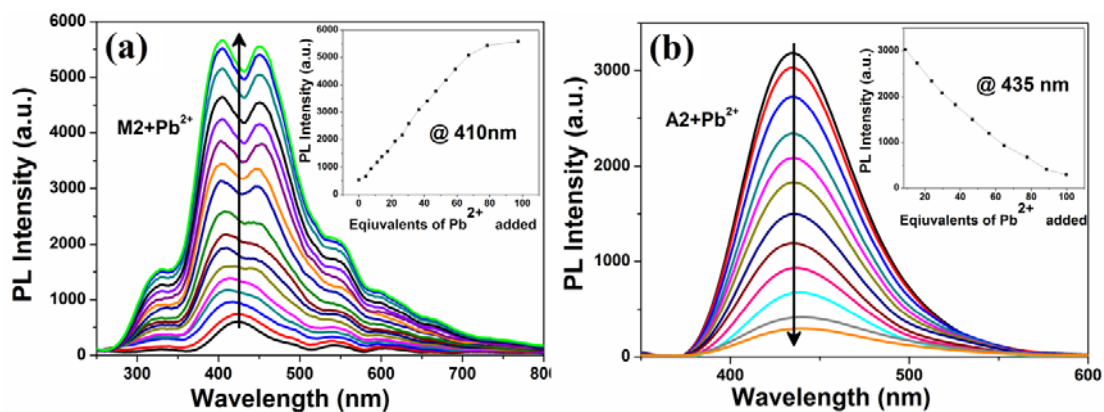 (a)
M2+Pb2+
@ 410nm
PL Intensity (a.u.)
6000
5000
4000
3000
2000
1000
0
0 20 40 60 80 100
Eqiuvalents of Pb2+ added
PL Intensity (a.u.)
6000
5000
4000
3000
2000
1000
0
300 400 500 600 700 80
Wavelength (nm)
(b)
A2+Pb2+
@ 435 nm
PL Intensity (a.u.)
3000
2000
1000
0
20 40 60 80 100
Eqiuvalents of Pb2+ added
PL Intensity (a.u.)
3000
2000
1000
0
400 500 600
Wavelength (nm)